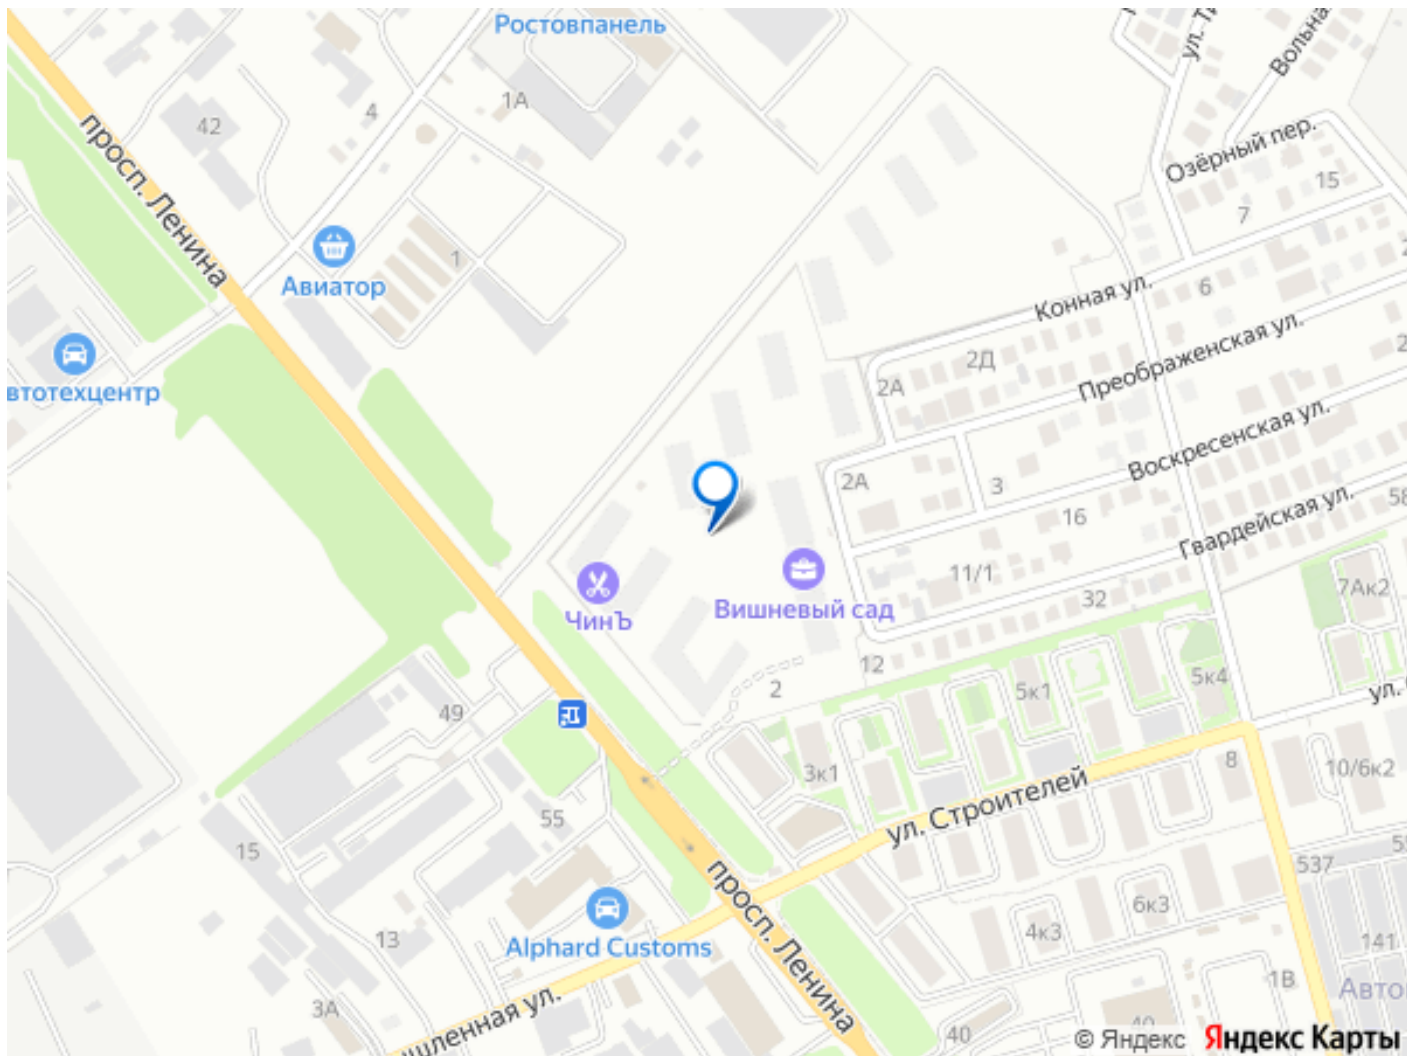 Ростовпанель
1А
4
42
просп. Ленина
Авиатор
1
втотехцентр
Вольна
ул. Т
Озёрный пер.
15
7
Конная ул.
6
2Д
2А
Преображенская ул.
2А
3
Воскресенская ул.
16
Гвардейская ул.
58
11/1
32
7Ак2
ЧинЪ
Вишневый сад
12
2
5к1
5к4
ул.
49
3к1
8
10/6к2
ул. Строителей
55
15
537
просп. Ленина
Alphard Customs
6к3
4к3
13
141
1В
Авто
3А
шленная ул.
40
40
© Яндекс Яндекс Карты